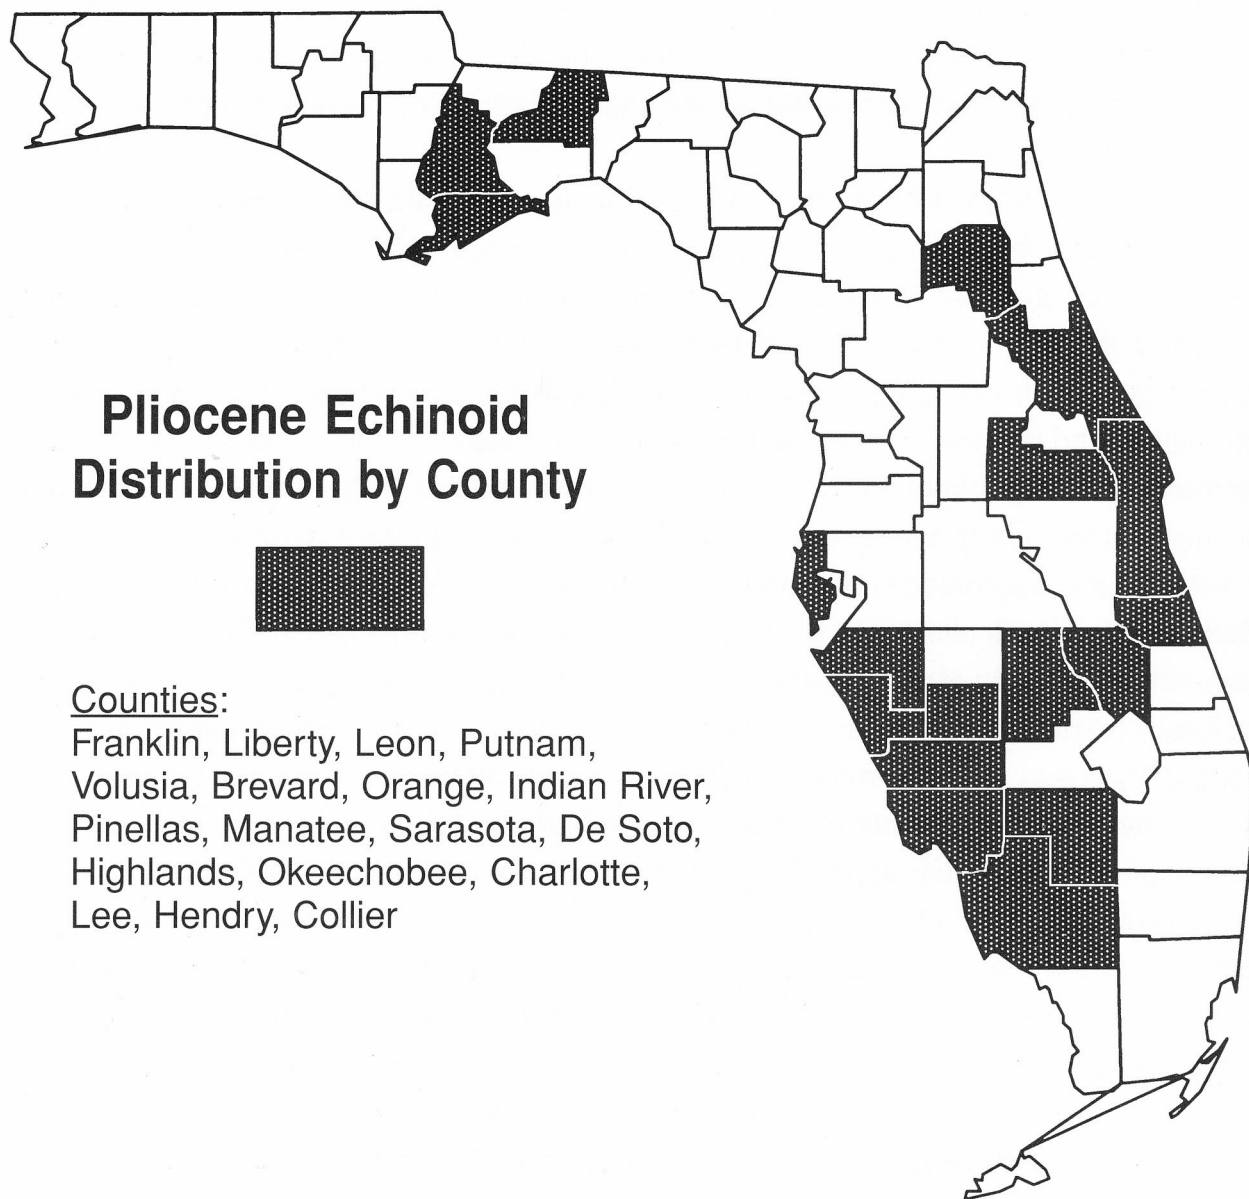 Pliocene Echinoid
Distribution by County
Counties:
Franklin, Liberty, Leon, Putnam,
Volusia, Brevard, Orange, Indian River,
Pinellas, Manatee, Sarasota, De Soto,
Highlands, Okeechobee, Charlotte,
Lee, Hendry, Collier